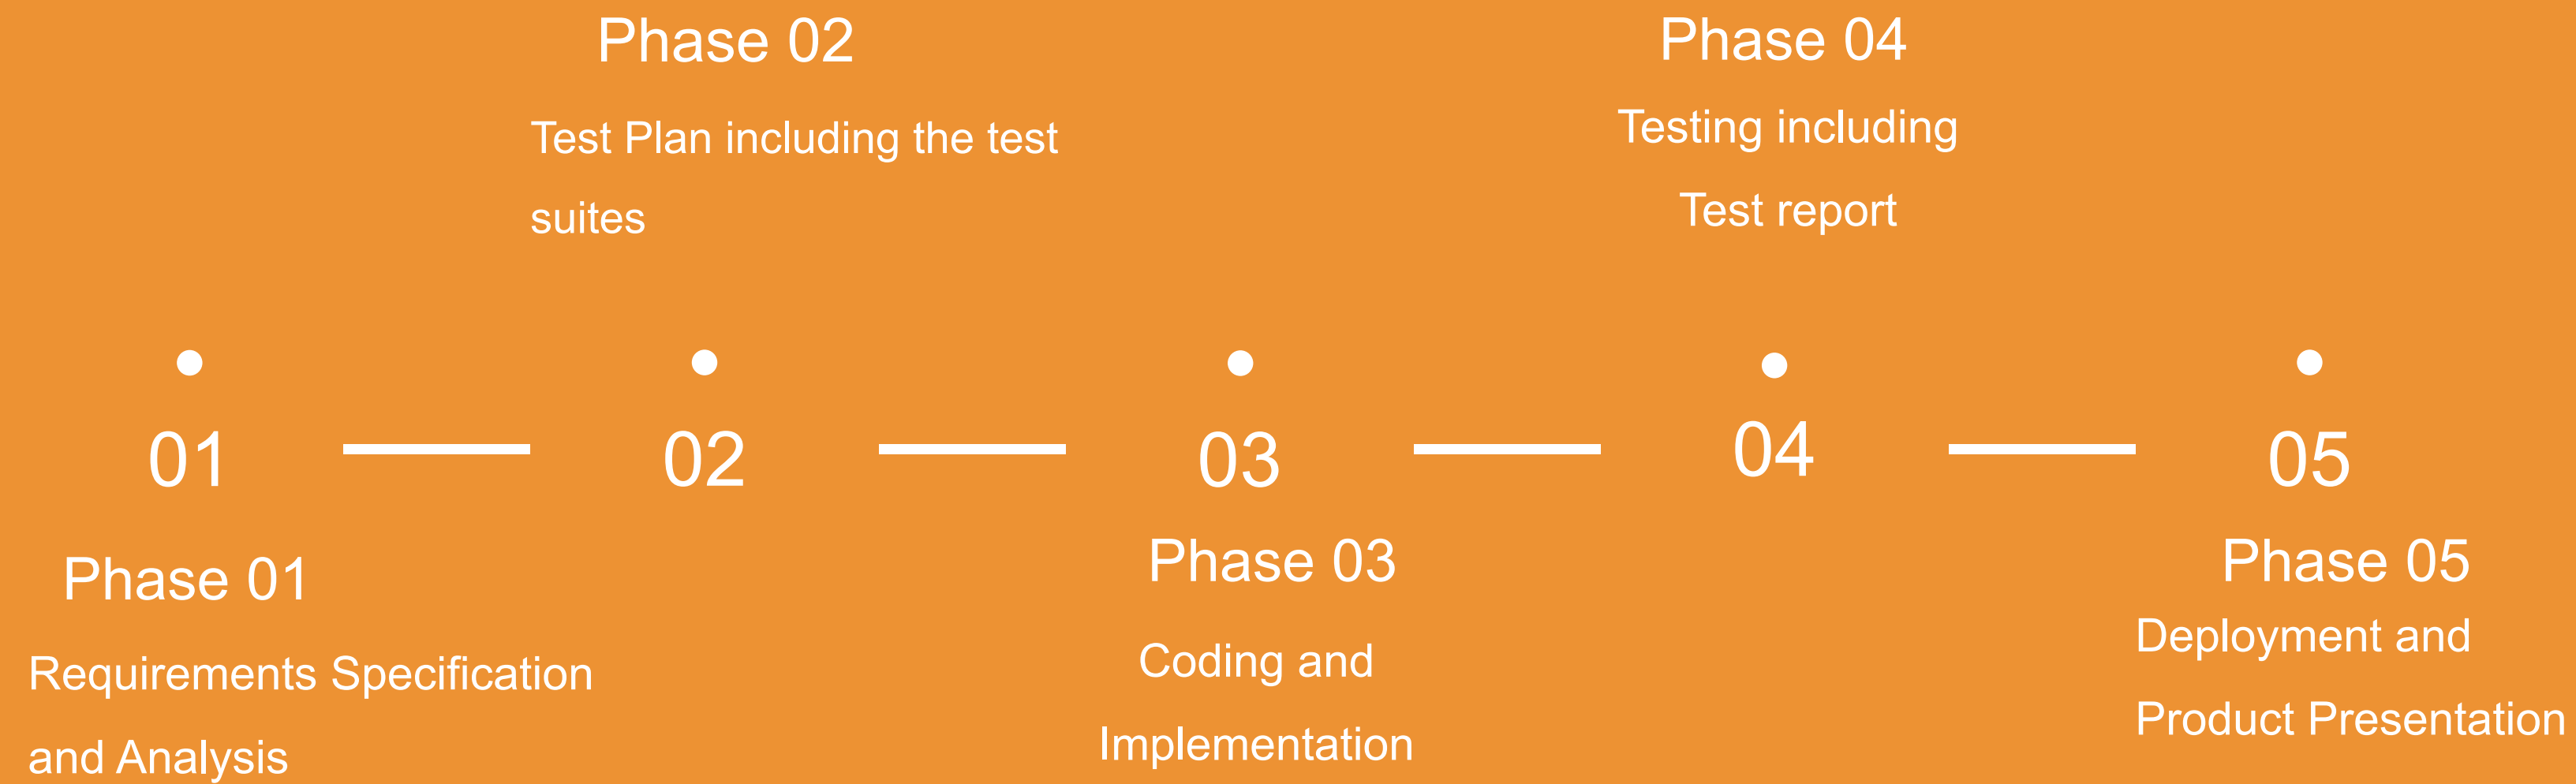 Phase 02
Test Plan including the test
suites
Phase 04
Testing including
Test report
01
02
03
04
05
Phase 01
Requirements Specification
and Analysis
Phase 03
Coding and
Implementation
Phase 05
Deployment and
Product Presentation